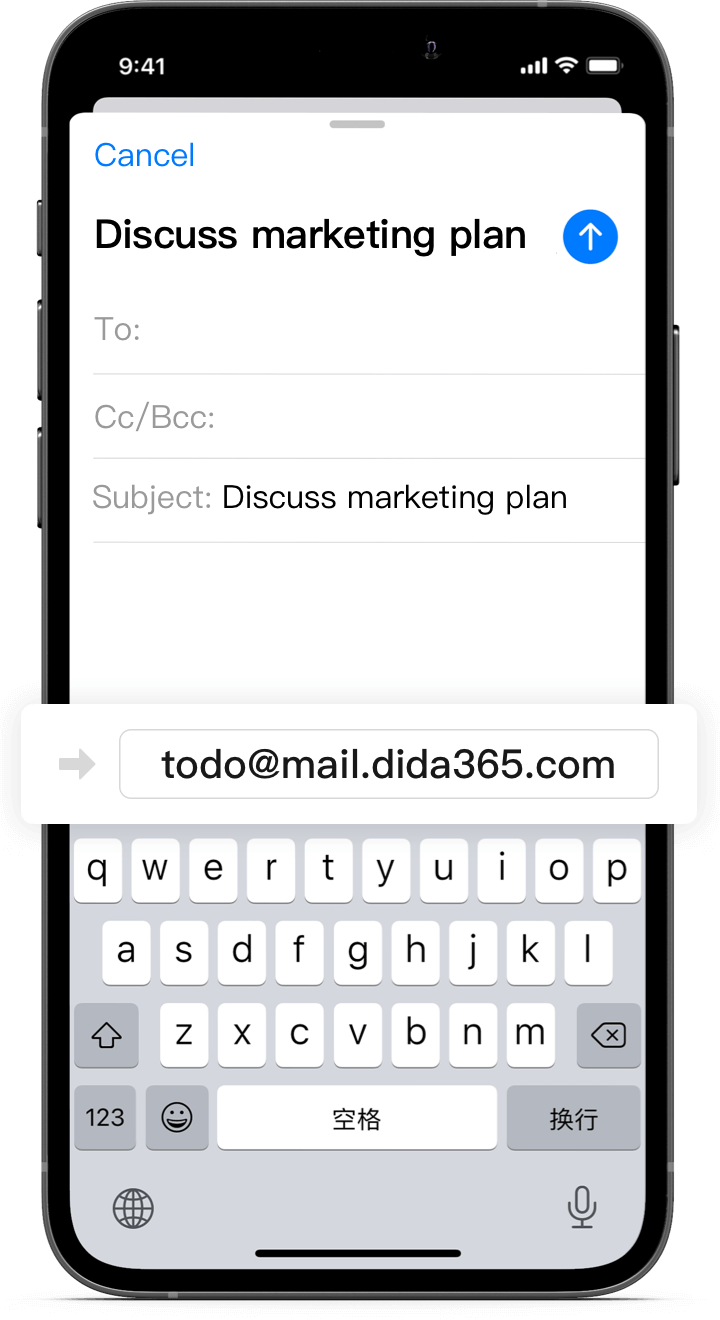 9:41
Cancel
Discuss marketing plan
To:
Cc/Bcc:
Subject: Discuss marketing plan
todo@mail.dida365.com
q w e r t y u i o p
a s d f g h j k l
z x c v b n m
123 空格 换行